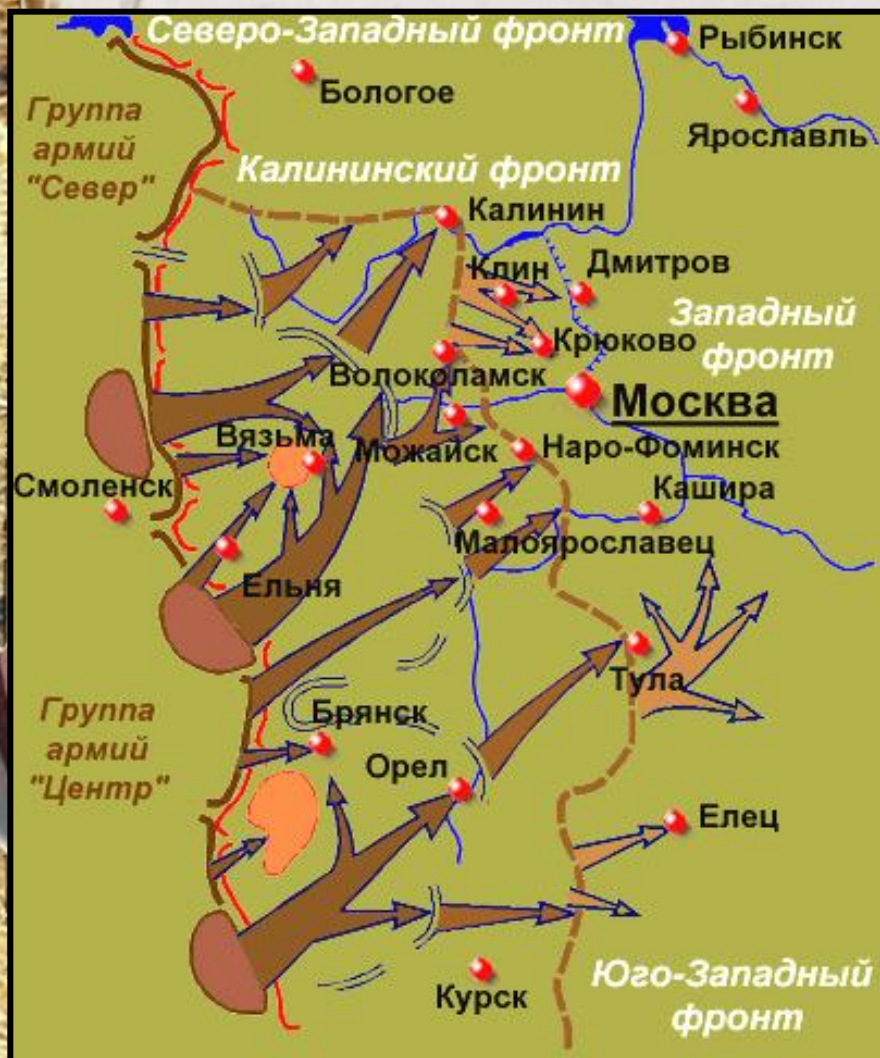 Северо-Западный фронт
Рыбинск
Бологое
Ярославль
Группа
армий
"Север"
Калининский фронт
Калинин
Клин
Дмитров
Западный
фронт
Крюково
Волоколамск
Москва
Вязьма
Можайск
Наро-Фоминск
Смоленск
Кашира
Малоярославец
Ельня
Тула
Группа
армий
"Центр"
Брянск
Орел
Елец
Юго-Западный
фронт
Курск